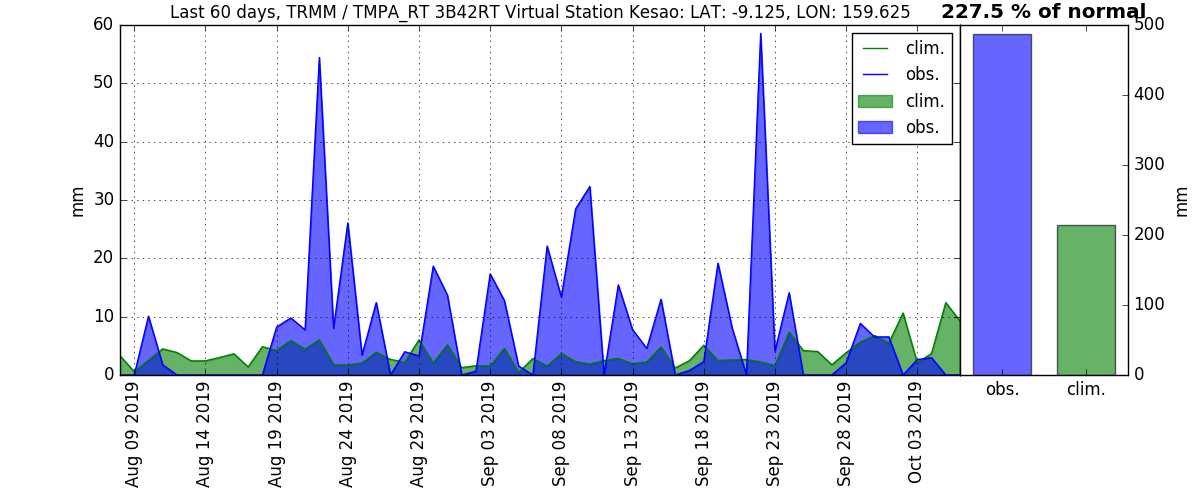 Last 60 days, TRMM / TMPA_RT 3B42RT Virtual Station Kesao: LAT: -9.125, LON: 159.625
227.5 % of normal
60
50
40
30
20
10
0
mm
clim.
obs.
clim.
obs.
500
400
300
200
100
0
mm
Aug 09 2019
Aug 14 2019
Aug 19 2019
Aug 24 2019
Aug 29 2019
Sep 03 2019
Sep 08 2019
Sep 13 2019
Sep 18 2019
Sep 23 2019
Sep 28 2019
Oct 03 2019
obs.
clim.